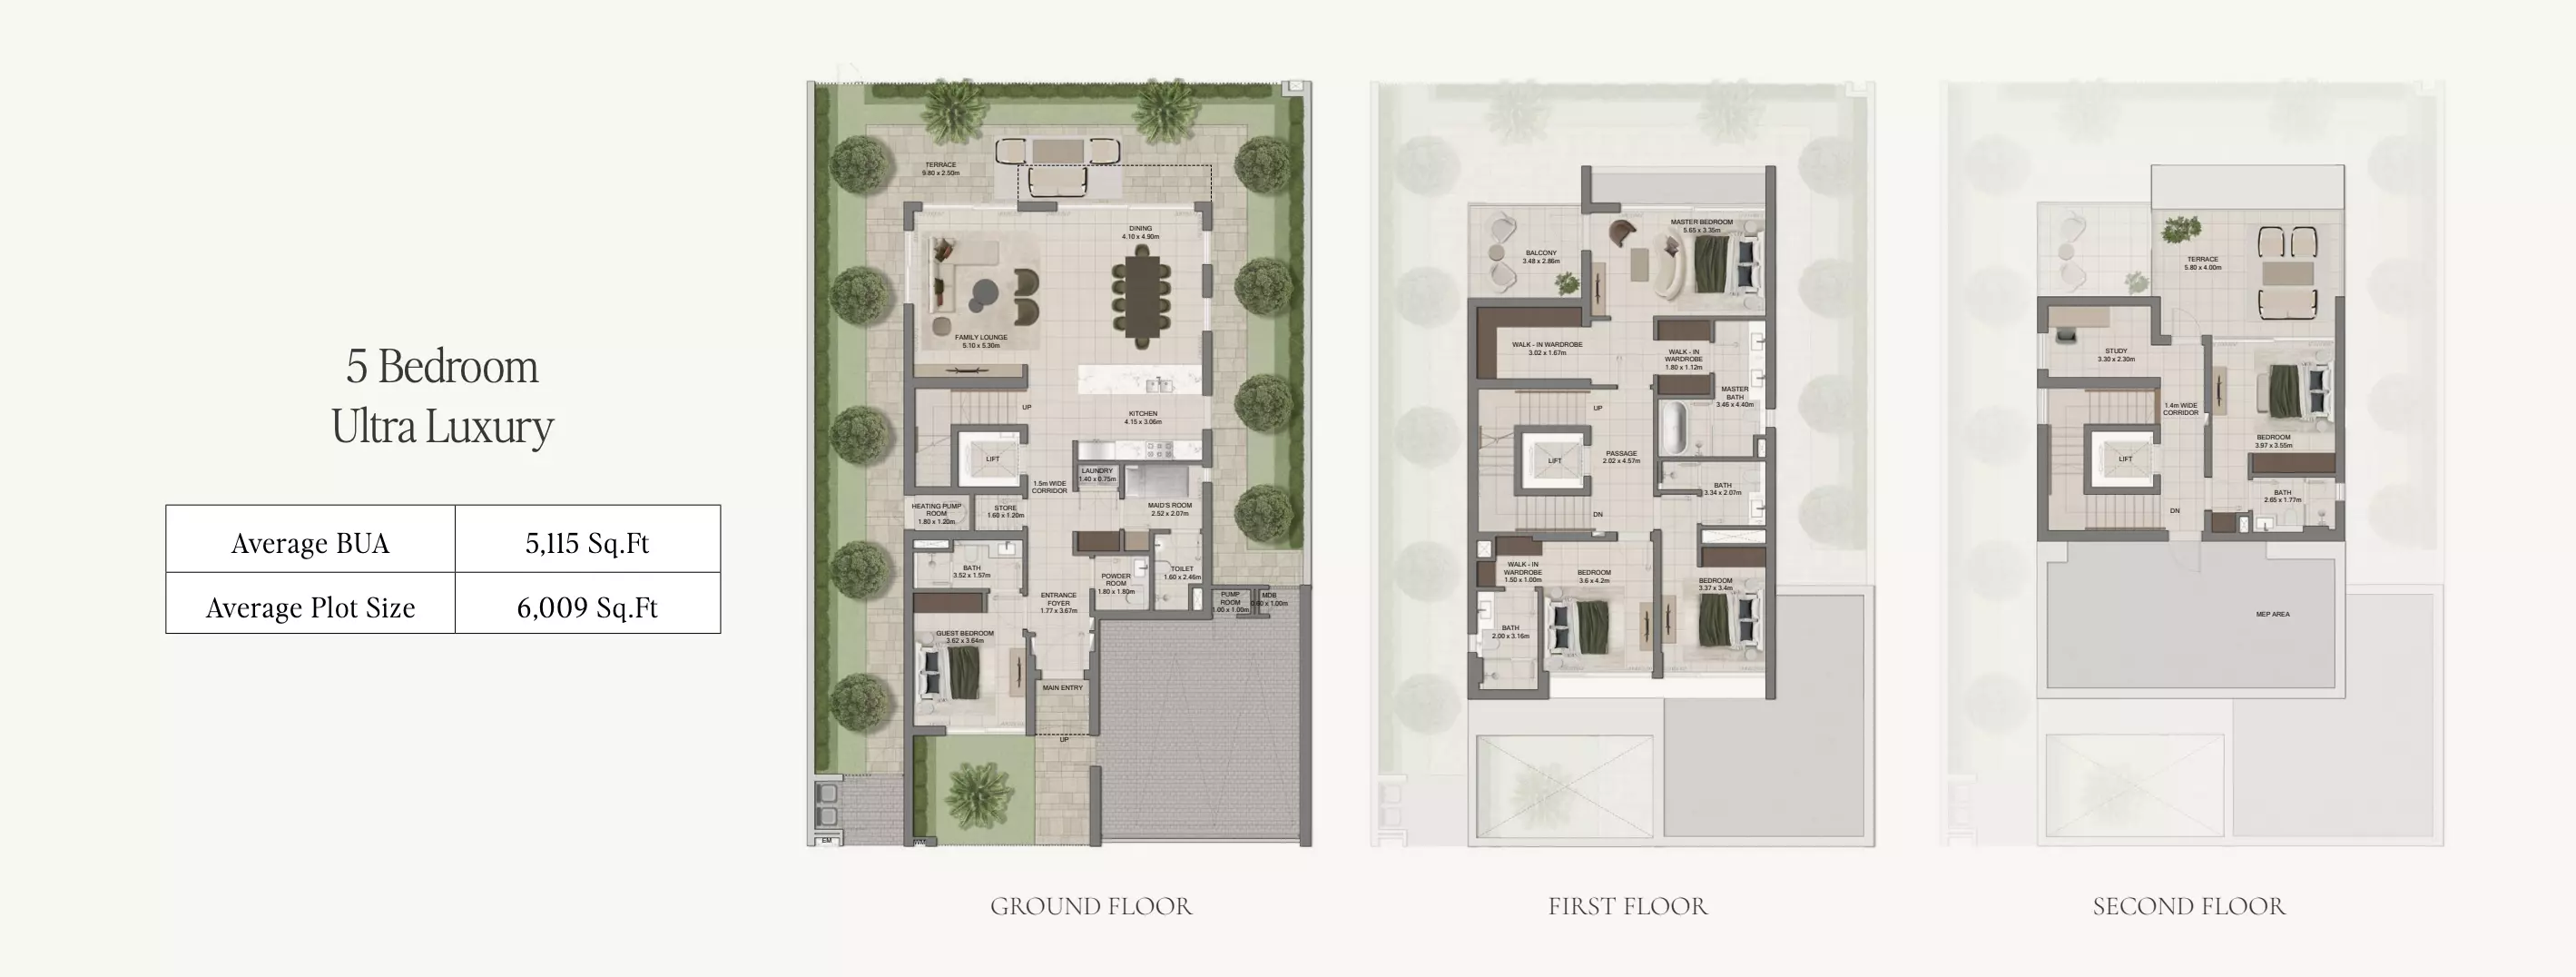 5 Bedroom
Ultra Luxury
Average BUA
5,115 Sq.Ft
Average Plot Size
6,009 Sq.Ft
TERRACE
9.80 x 2.50m
DINING
4.10 x 4.90m
FAMILY LOUNGE
5.10 x 5.30m
UP
KITCHEN
4.15 x 3.06m
LIFT
LAUNDRY
1.40 x 0.75m
1.5m WIDE
CORRIDOR
HEATING PUMP
ROOM
1.80 x 1.20m
STORE
1.60 x 1.20m
MAID'S ROOM
2.52 x 2.07m
BATH
3.52 x 1.57m
POWDER
ROOM
1.80 x 1.80m
TOILET
1.60 x 2.46m
ENTRANCE
FOYER
1.77 x 3.67m
PUMP
ROOM
1.00 x 1.00m
MDB
0.60 x 1.00m
GUEST BEDROOM
3.62 x 3.64m
MAIN ENTRY
UP
EM
WM
GROUND FLOOR
MASTER BEDROOM
5.65 x 3.35m
BALCONY
3.48 x 2.86m
WALK - IN WARDROBE
3.02 x 1.67m
WALK - IN
WARDROBE
1.80 x 1.12m
MASTER
BATH
3.46 x 4.40m
UP
LIFT
PASSAGE
2.02 x 4.57m
BATH
3.34 x 2.07m
DN
WALK - IN
WARDROBE
1.50 x 1.00m
BEDROOM
3.6 x 4.2m
BEDROOM
3.37 x 3.4m
BATH
2.00 x 3.16m
FIRST FLOOR
TERRACE
5.80 x 4.00m
STUDY
3.30 x 2.30m
1.4m WIDE
CORRIDOR
BEDROOM
3.97 x 3.55m
LIFT
BATH
2.65 x 1.77m
DN
MEP AREA
SECOND FLOOR